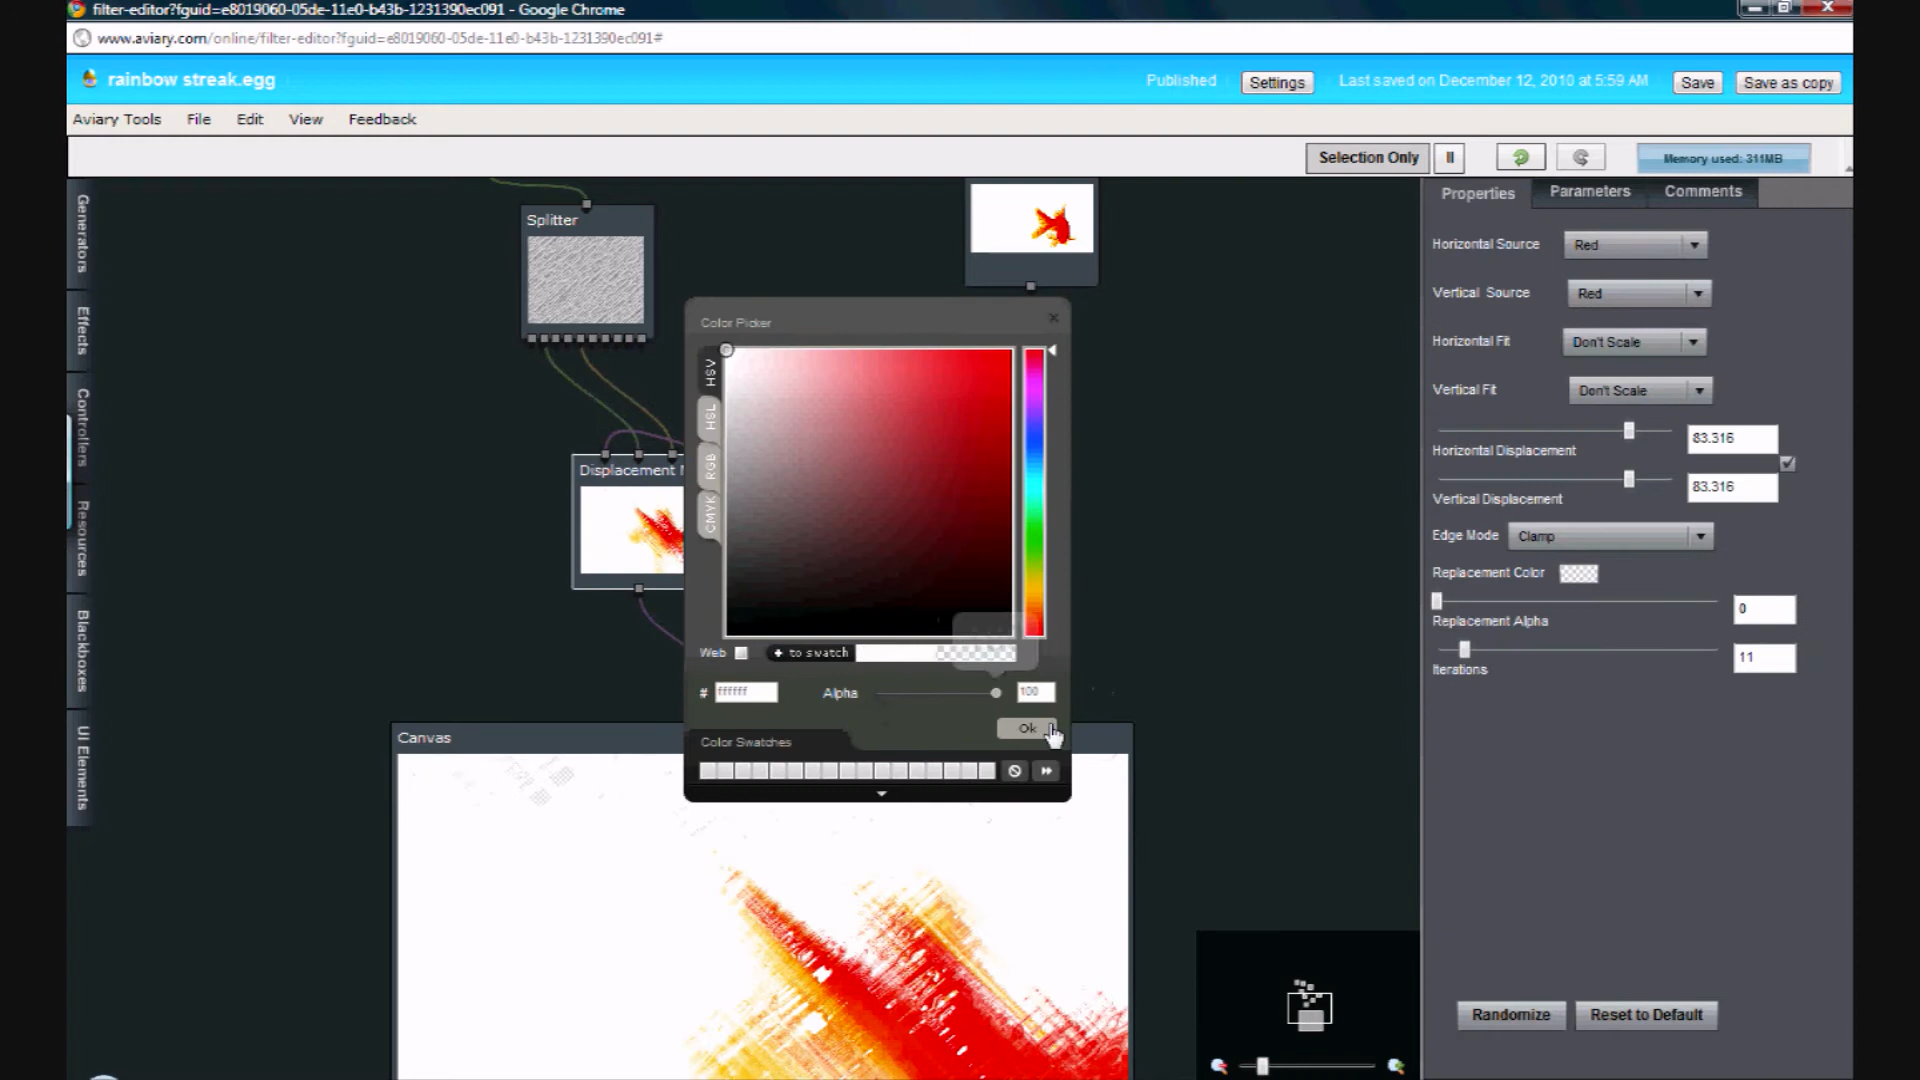 filter-editor?fguid=e8019060-05de-11e0-b43b-1231390ec091 - Google Chrome
www.aviary.com/online/filter-editor?fguid=e8019060-05de-11e0-b43b-1231390ec091#
rainbow streak.egg
Published
Settings
Last saved on December 12, 2010 at 5:59 AM
Save
Save as copy
Aviary Tools File Edit View Feedback
Selection Only
Memory used: 311MB
Generators
Effects
Controllers
Resources
Blackboxes
UI Elements
Splitter
Displacement
Canvas
Color Picker
HSV
HSL
RGB
CMYK
Web
+ to swatch
# ffffff
Alpha
100
Ok
Color Swatches
Properties Parameters Comments
Horizontal Source Red
Vertical Source Red
Horizontal Fit Don't Scale
Vertical Fit Don't Scale
83.316
Horizontal Displacement
83.316
Vertical Displacement
Edge Mode Clamp
Replacement Color
0
Replacement Alpha
11
Iterations
Randomize
Reset to Default